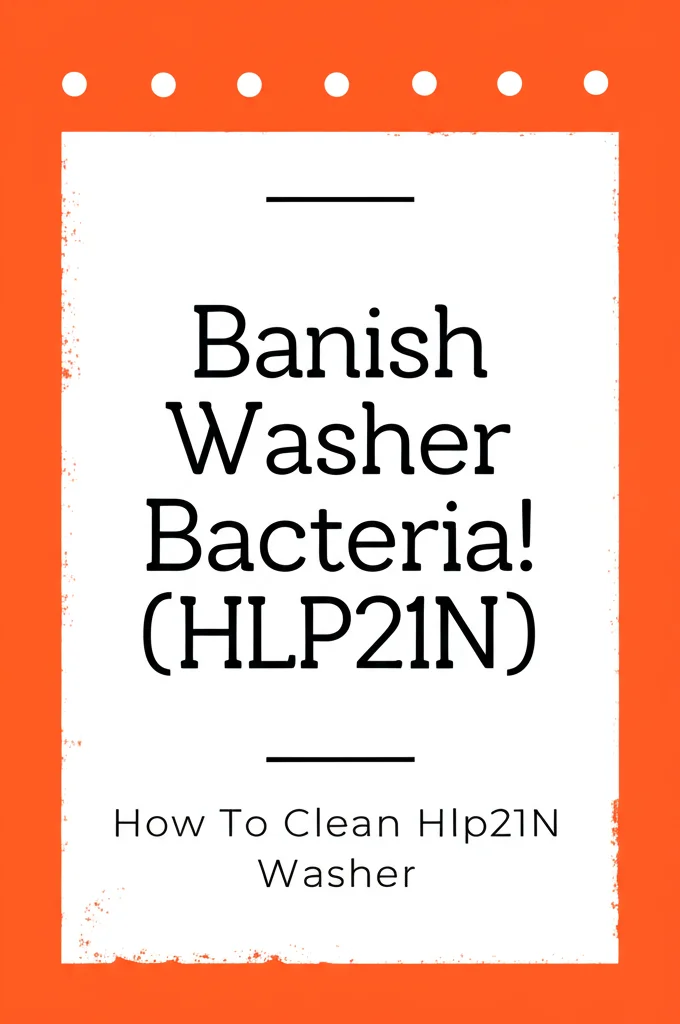 Banish
Washer
Bacteria!
(HLP21N)
How To Clean Hlp21N
Washer